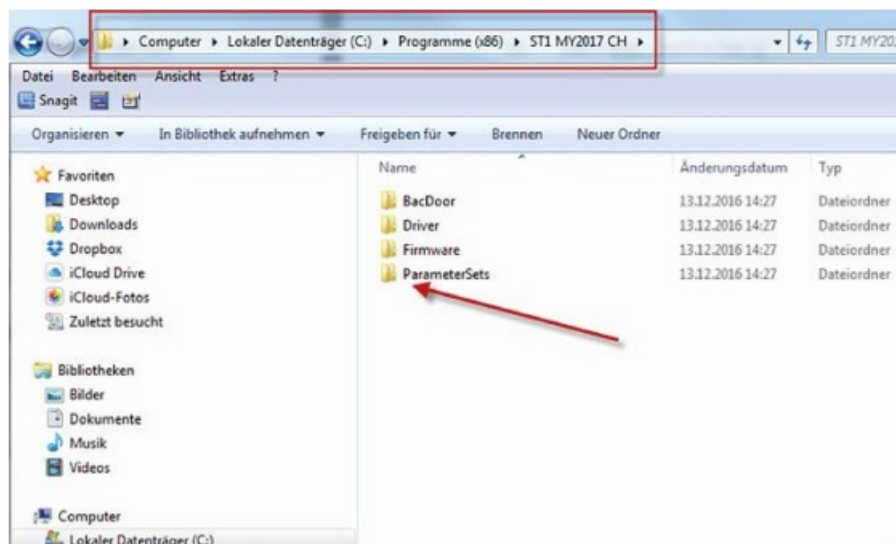 Computer ▸ Lokaler Datenträger (C:) ▸ Programme (x86) ▸ ST1 MY2017 CH ▸
ST1 MY20
Datei Bearbeiten Ansicht Extras ?
Snagit
Organisieren In Bibliothek aufnehmen Freigeben für Brennen Neuer Ordner
Name Änderungsdatum Typ
Favoriten
Desktop
Downloads
Dropbox
iCloud Drive
iCloud-Fotos
Zuletzt besucht
Bibliotheken
Bilder
Dokumente
Musik
Videos
Computer
Lokaler Datenträger (C:)
BacDoor 13.12.2016 14:27 Dateiordner
Driver 13.12.2016 14:27 Dateiordner
Firmware 13.12.2016 14:27 Dateiordner
ParameterSets 13.12.2016 14:27 Dateiordner